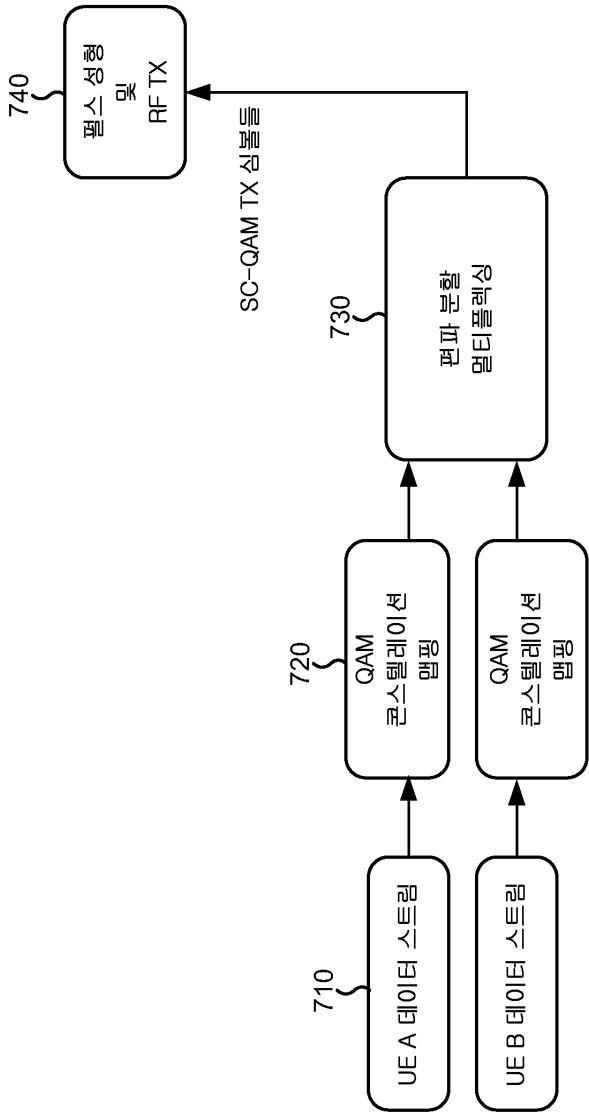 710
UE A 데이터 스트림
UE B 데이터 스트림
720
QAM
콘스텔레이션
맵핑
QAM
콘스텔레이션
맵핑
730
편파 분할
멀티플렉싱
SC-QAM TX 심볼들
740
펄스 성형
및
RF TX